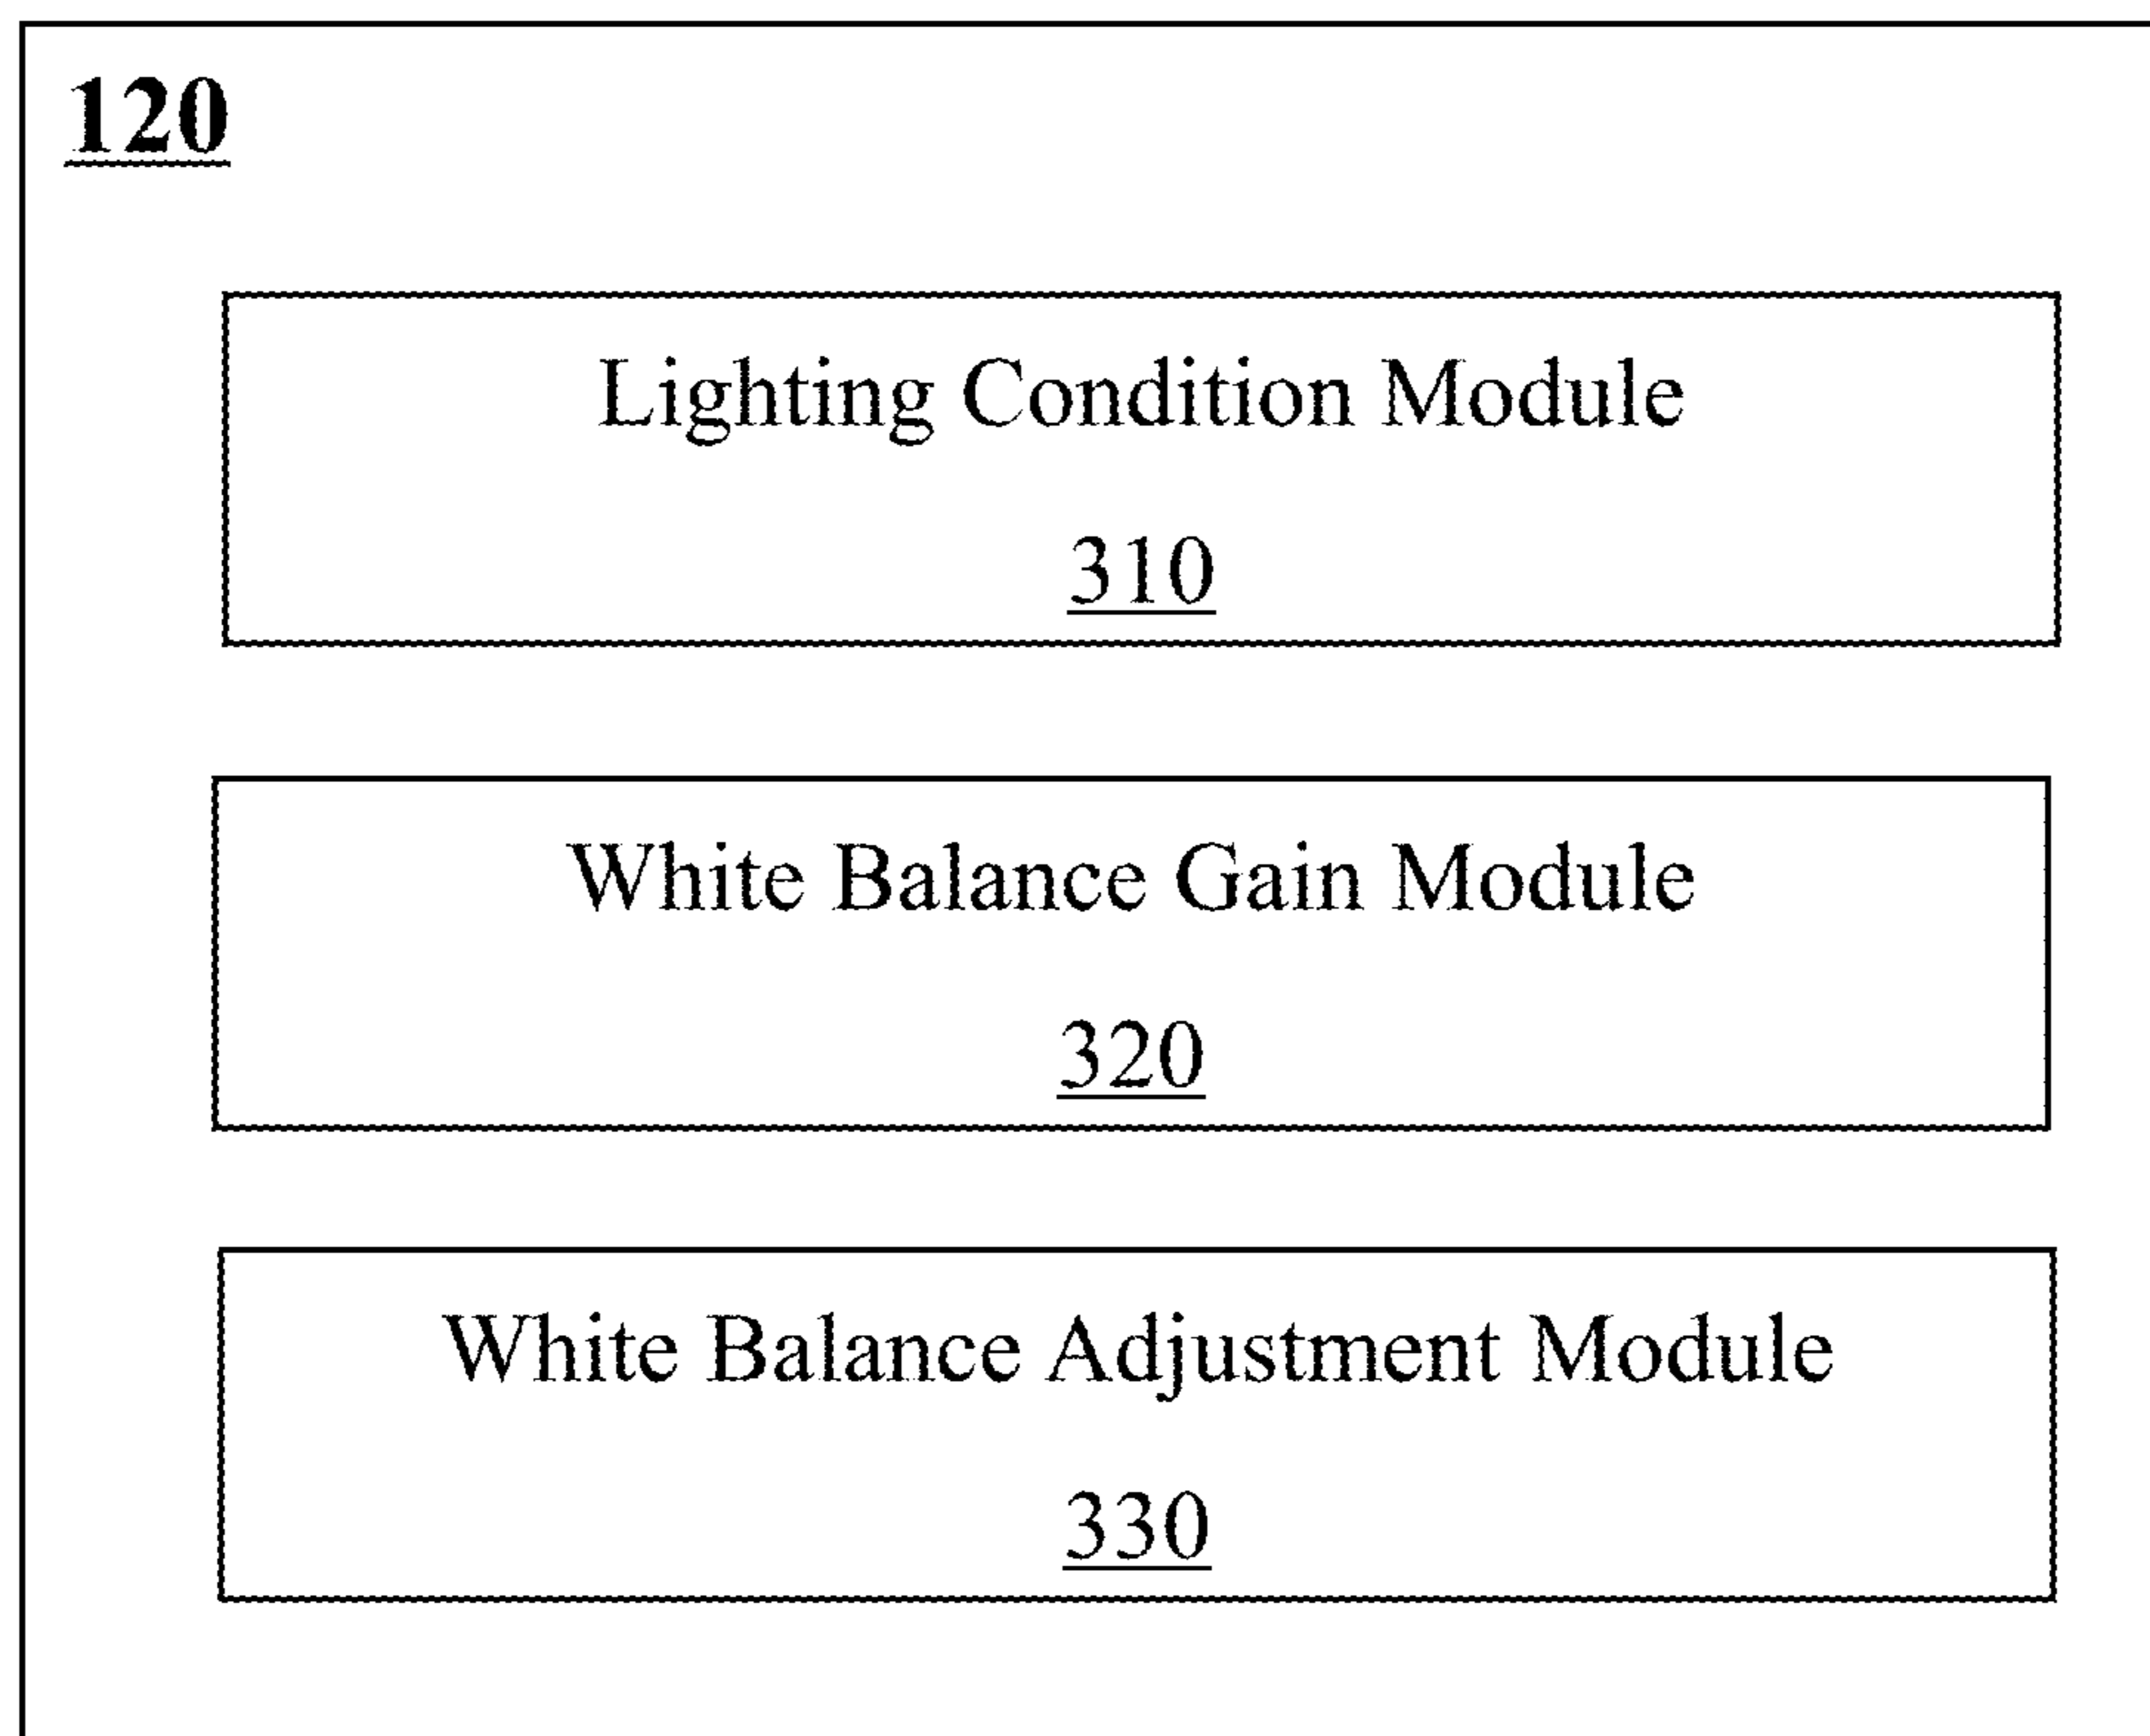 120
Lighting Condition Module
310
White Balance Gain Module
320
White Balance Adjustment Module
330